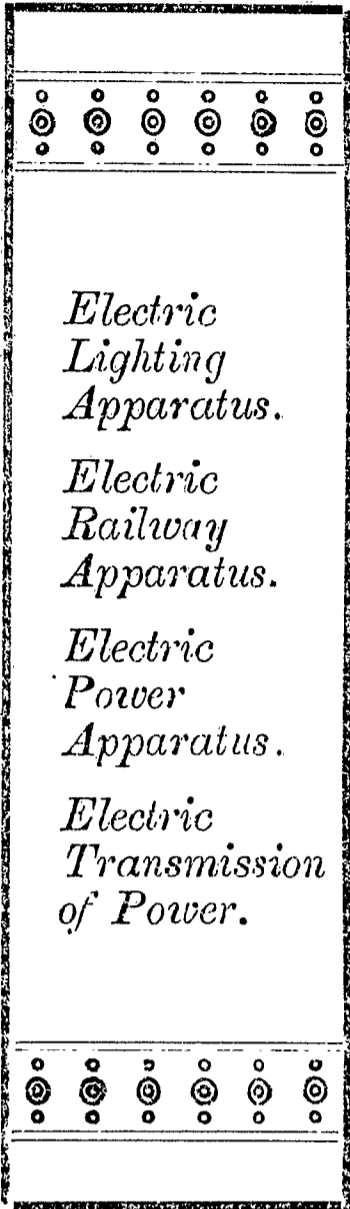 Electric
Lighting
Apparatus.
Electric
Railway
Apparatus.
Electric
Power
Apparatus.
Electric
Transmission
of Power.